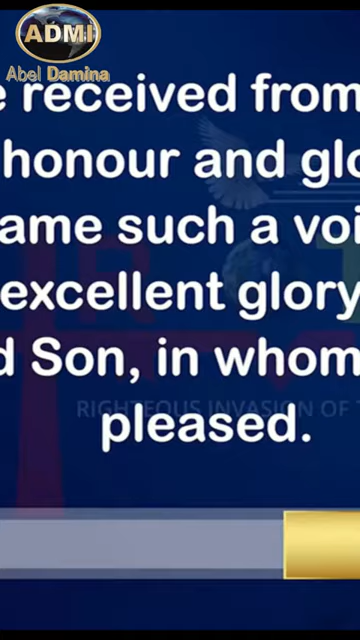 ADMI
Abel Damina
e received from
honour and glo
ame such a voi
excellent glory
d Son, in whom
RIGHTEOUS INVASION OF T
pleased.